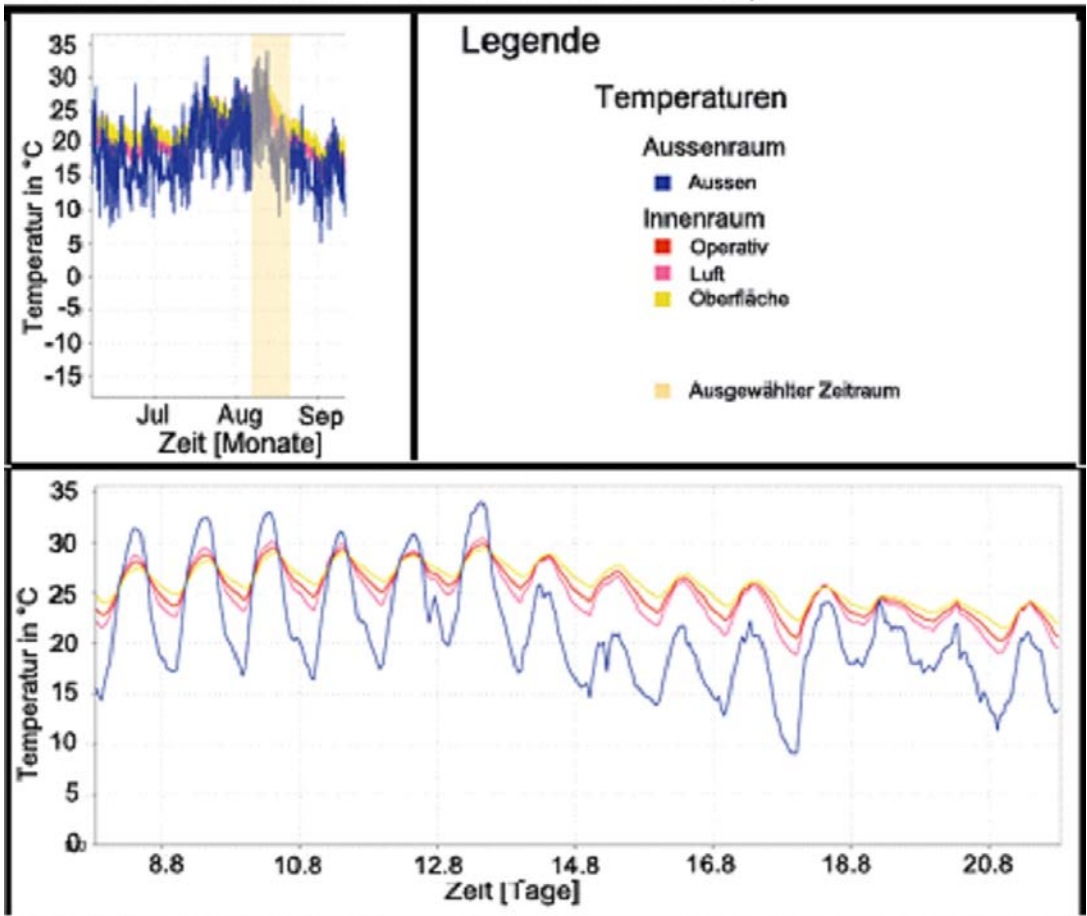 35
30
25
20
15
10
5
0
-5
-10
-15
Temperatur in °C
Jul Aug Sep
Zeit [Monate]
Legende
Temperaturen
Aussenraum
Aussen
Innenraum
Operativ
Luft
Oberfläche
Ausgewählter Zeitraum
35
30
25
20
15
10
5
0
Temperatur in °C
8.8 10.8 12.8 14.8 16.8 18.8 20.8
Zeit [Tage]